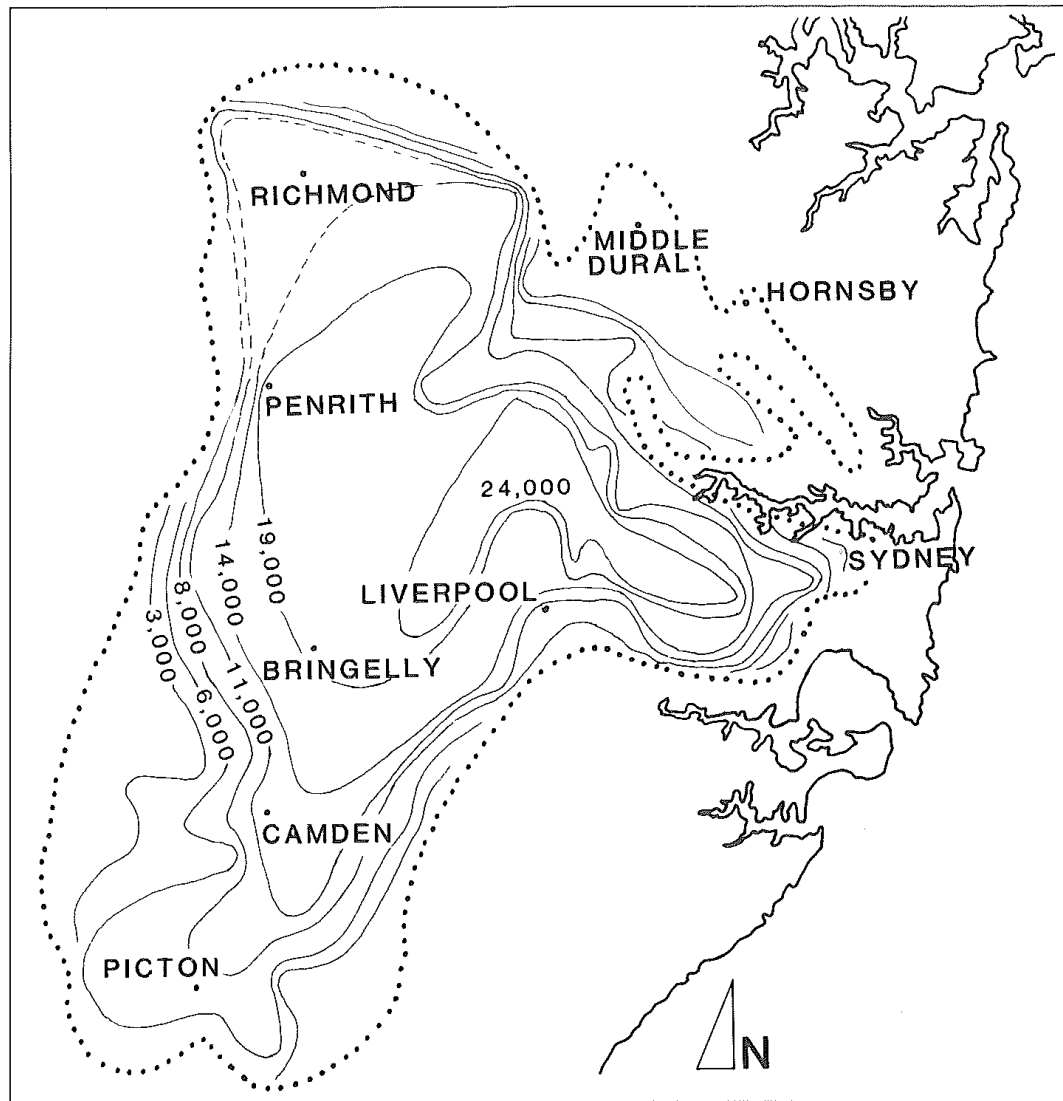 RICHMOND
MIDDLE
DURAL
HORNSBY
PENRITH
24,000
19,000
14,000
11,000
8,000
6,000
3,000
LIVERPOOL
SYDNEY
BRINGELLY
CAMDEN
PICTON
N